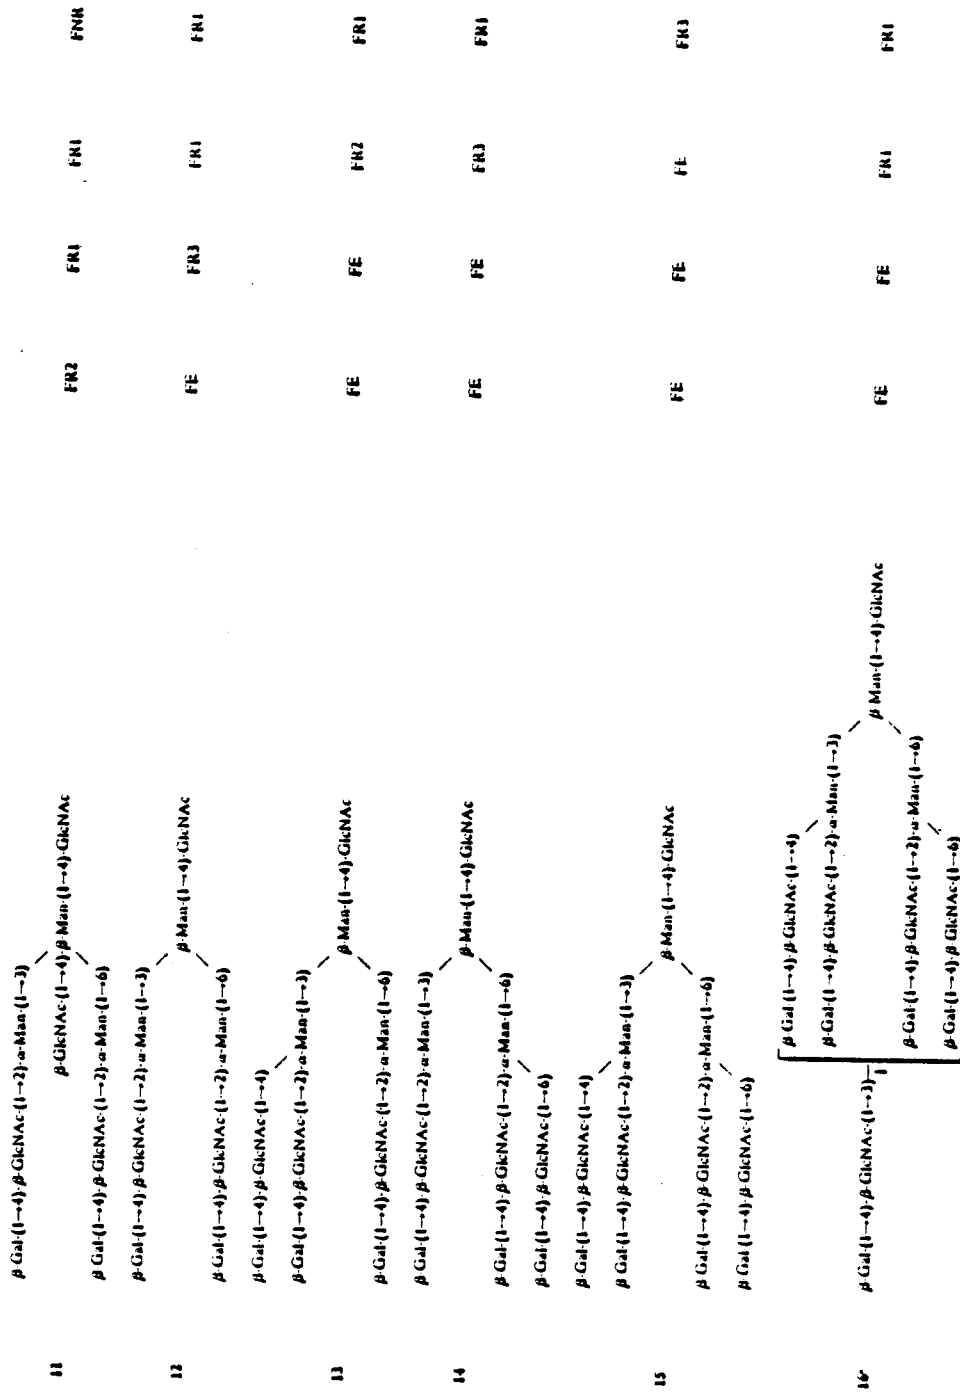 β-Gal-(1→4)-β-GlcNAc-(1→2)-α-Man-(1→3)
11 β-GlcNAc-(1→4)-β-Man-(1→4)-GlcNAc FR2 FR1 FR1 FNR
β-Gal-(1→4)-β-GlcNAc-(1→2)-α-Man-(1→6)
β-Gal-(1→4)-β-GlcNAc-(1→2)-α-Man-(1→3)
12 β-Man-(1→4)-GlcNAc FE FR3 FR1 FR1
β-Gal-(1→4)-β-GlcNAc-(1→2)-α-Man-(1→6)
β-Gal-(1→4)-β-GlcNAc-(1→4)
β-Gal-(1→4)-β-GlcNAc-(1→2)-α-Man-(1→3)
13 β-Man-(1→4)-GlcNAc FE FE FR2 FR1
β-Gal-(1→4)-β-GlcNAc-(1→2)-α-Man-(1→6)
β-Gal-(1→4)-β-GlcNAc-(1→2)-α-Man-(1→3)
14 β-Man-(1→4)-GlcNAc FE FE FR3 FR1
β-Gal-(1→4)-β-GlcNAc-(1→2)-α-Man-(1→6)
β-Gal-(1→4)-β-GlcNAc-(1→6)
β-Gal-(1→4)-β-GlcNAc-(1→4)
β-Gal-(1→4)-β-GlcNAc-(1→2)-α-Man-(1→3)
15 β-Man-(1→4)-GlcNAc FE FE FE FR3
β-Gal-(1→4)-β-GlcNAc-(1→2)-α-Man-(1→6)
β-Gal-(1→4)-β-GlcNAc-(1→6)
β-Gal-(1→4)-β-GlcNAc-(1→4)
β-Gal-(1→4)-β-GlcNAc-(1→2)-α-Man-(1→3)
16 β-Gal-(1→4)-β-GlcNAc-(1→3) 1 β-Man-(1→4)-GlcNAc FE FE FR1 FR1
β-Gal-(1→4)-β-GlcNAc-(1→2)-α-Man-(1→6)
β-Gal-(1→4)-β-GlcNAc-(1→6)